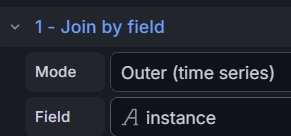 1 - Join by field
Mode Outer (time series)
Field instance